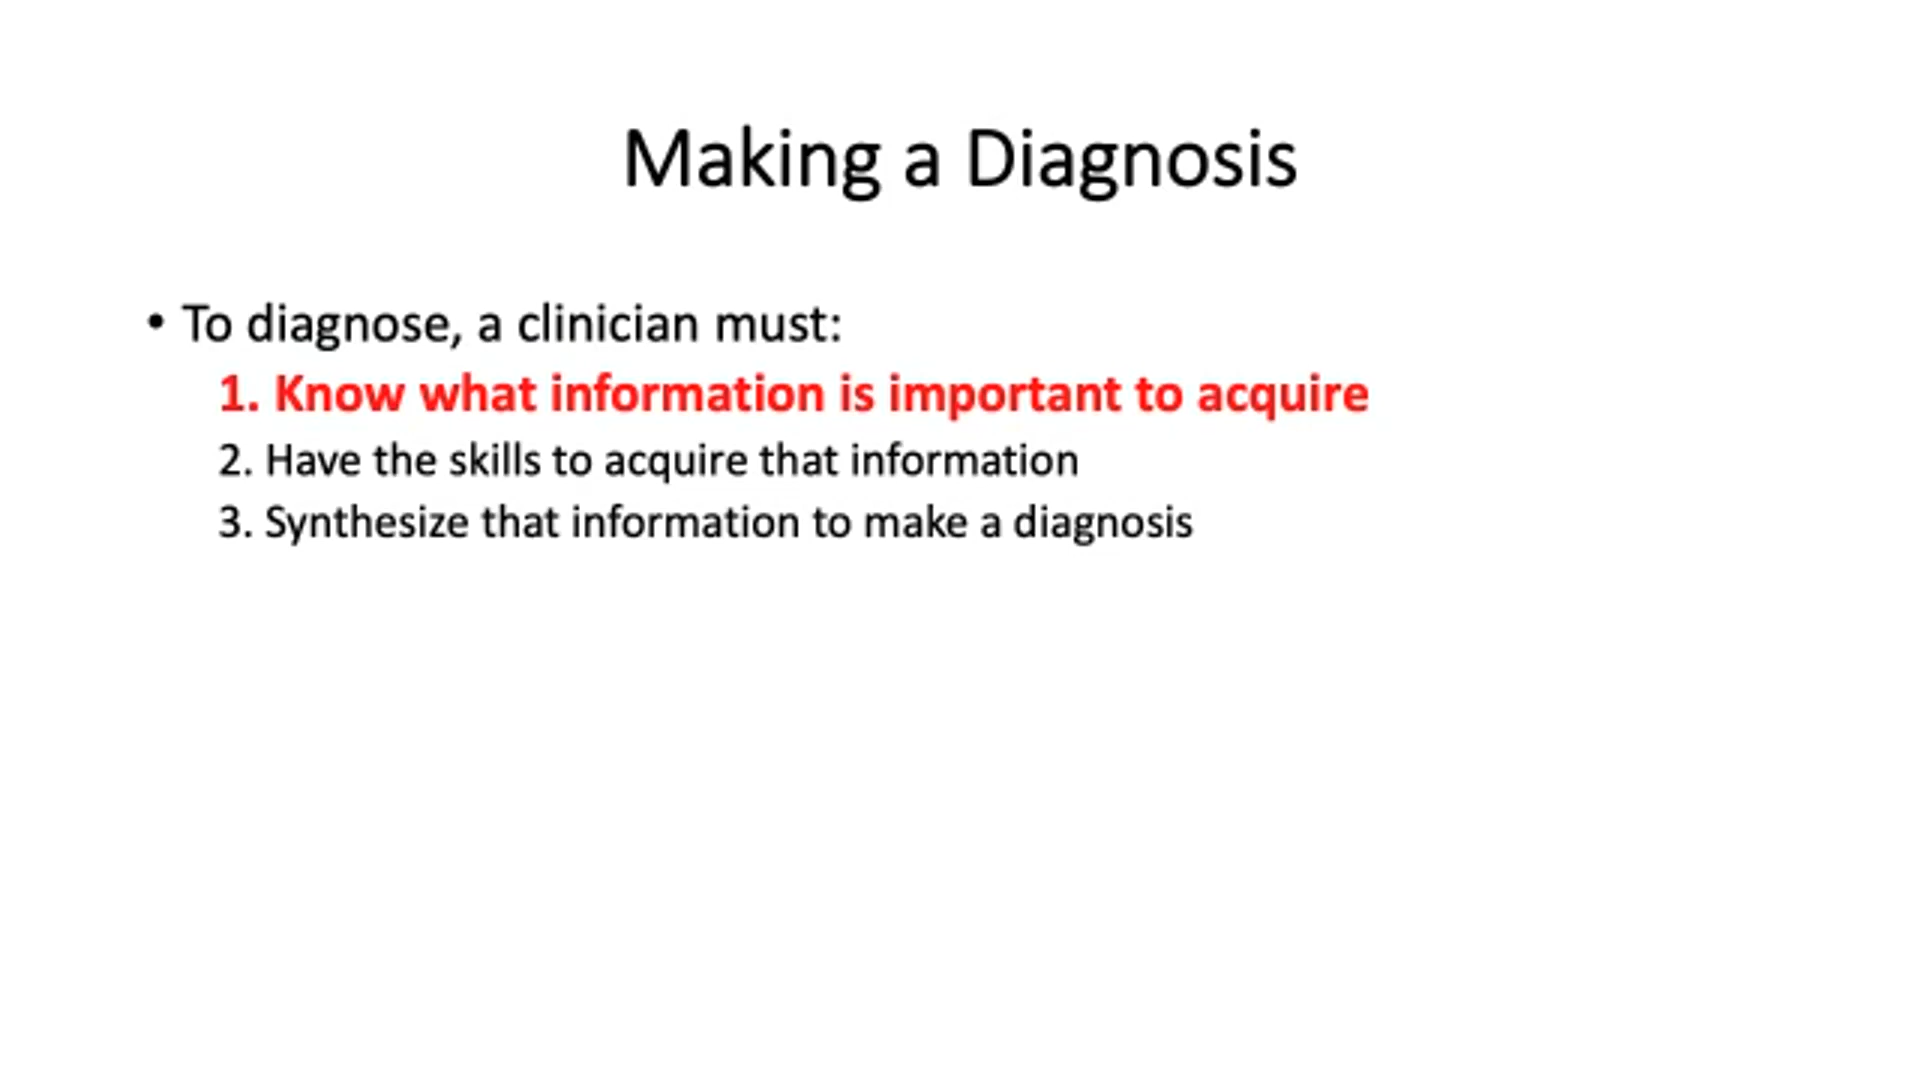 Making a Diagnosis
• To diagnose, a clinician must:
1. Know what information is important to acquire
2. Have the skills to acquire that information
3. Synthesize that information to make a diagnosis